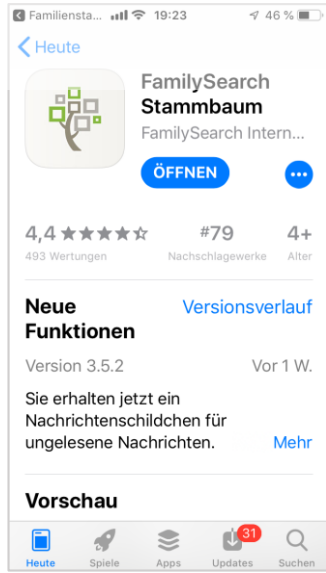 Familiensta... 19:23 46 %
Heute
FamilySearch
Stammbaum
FamilySearch Intern...
ÖFFNEN
4,4 #79 4+
493 Wertungen Nachschlagewerke Alter
Neue Versionsverlauf
Funktionen
Version 3.5.2 Vor 1 W.
Sie erhalten jetzt ein
Nachrichtenschildchen für
ungelesene Nachrichten. Mehr
Vorschau
31
Heute Spiele Apps Updates Suchen